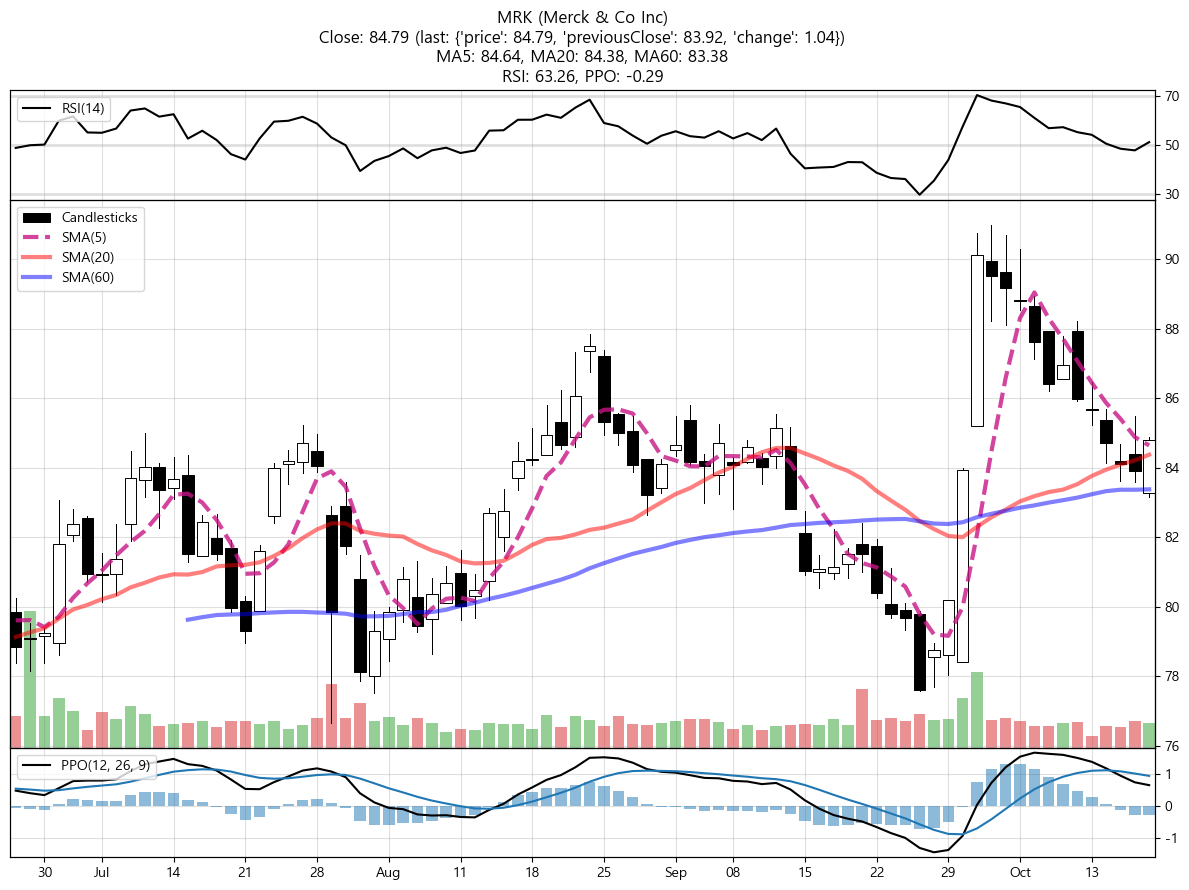 MRK (Merck & Co Inc)
Close: 84.79 (last: {'price': 84.79, 'previousClose': 83.92, 'change': 1.04})
MA5: 84.64, MA20: 84.38, MA60: 83.38
RSI: 63.26, PPO: -0.29
RSI(14)
70
50
30
Candlesticks
SMA(5)
SMA(20)
SMA(60)
90
88
86
84
82
80
78
76
PPO(12, 26, 9)
1
0
-1
30 Jul 14 21 28 Aug 11 18 25 Sep 08 15 22 29 Oct 13